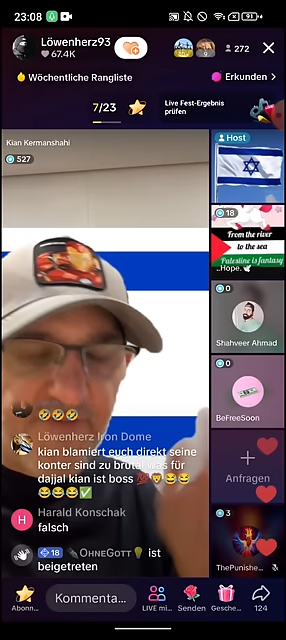 23:08
91
Löwenherz93
67.4K
272
Wöchentliche Rangliste
Erkunden >
7/23
Live Fest-Ergebnis
prüfen
Kian Kermanshahi
527
Host
18
From the river
to the sea
Palestine is fantasy
..Hope.
0
Shahveer Ahmad
0
BeFreeSoon
Anfragen
3
ThePunishe...
Löwenherz Iron Dome
kian blamiert euch direkt seine
konter sind zu brutal was für
dajjal kian ist boss 💯🦁😂😂
😂😂😂✅
Harald Konschak
falsch
18 OʜɴᴇGᴏᴛᴛ ist
beigetreten
Abonn...
Kommenta...
LIVE mi...
Senden
Gesche...
124